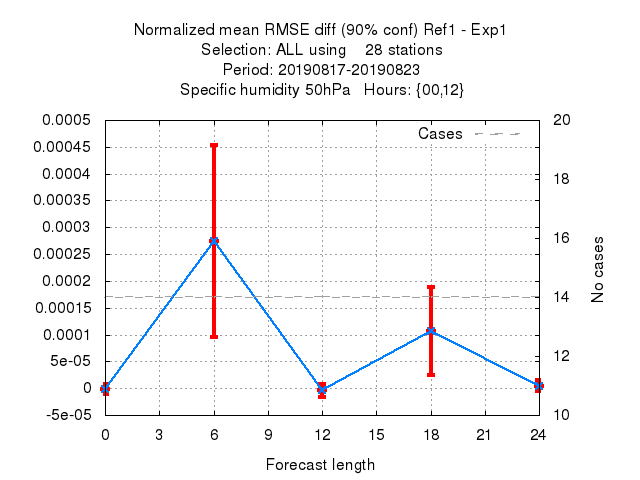 Normalized mean RMSE diff (90% conf) Ref1 - Exp1
Selection: ALL using    28 stations
Period: 20190817-20190823
Specific humidity 50hPa   Hours: {00,12}
Cases
0.0005
0.00045
0.0004
0.00035
0.0003
0.00025
0.0002
0.00015
0.0001
5e-05
0
-5e-05
20
18
16
14
12
10
No cases
0 3 6 9 12 15 18 21 24
Forecast length